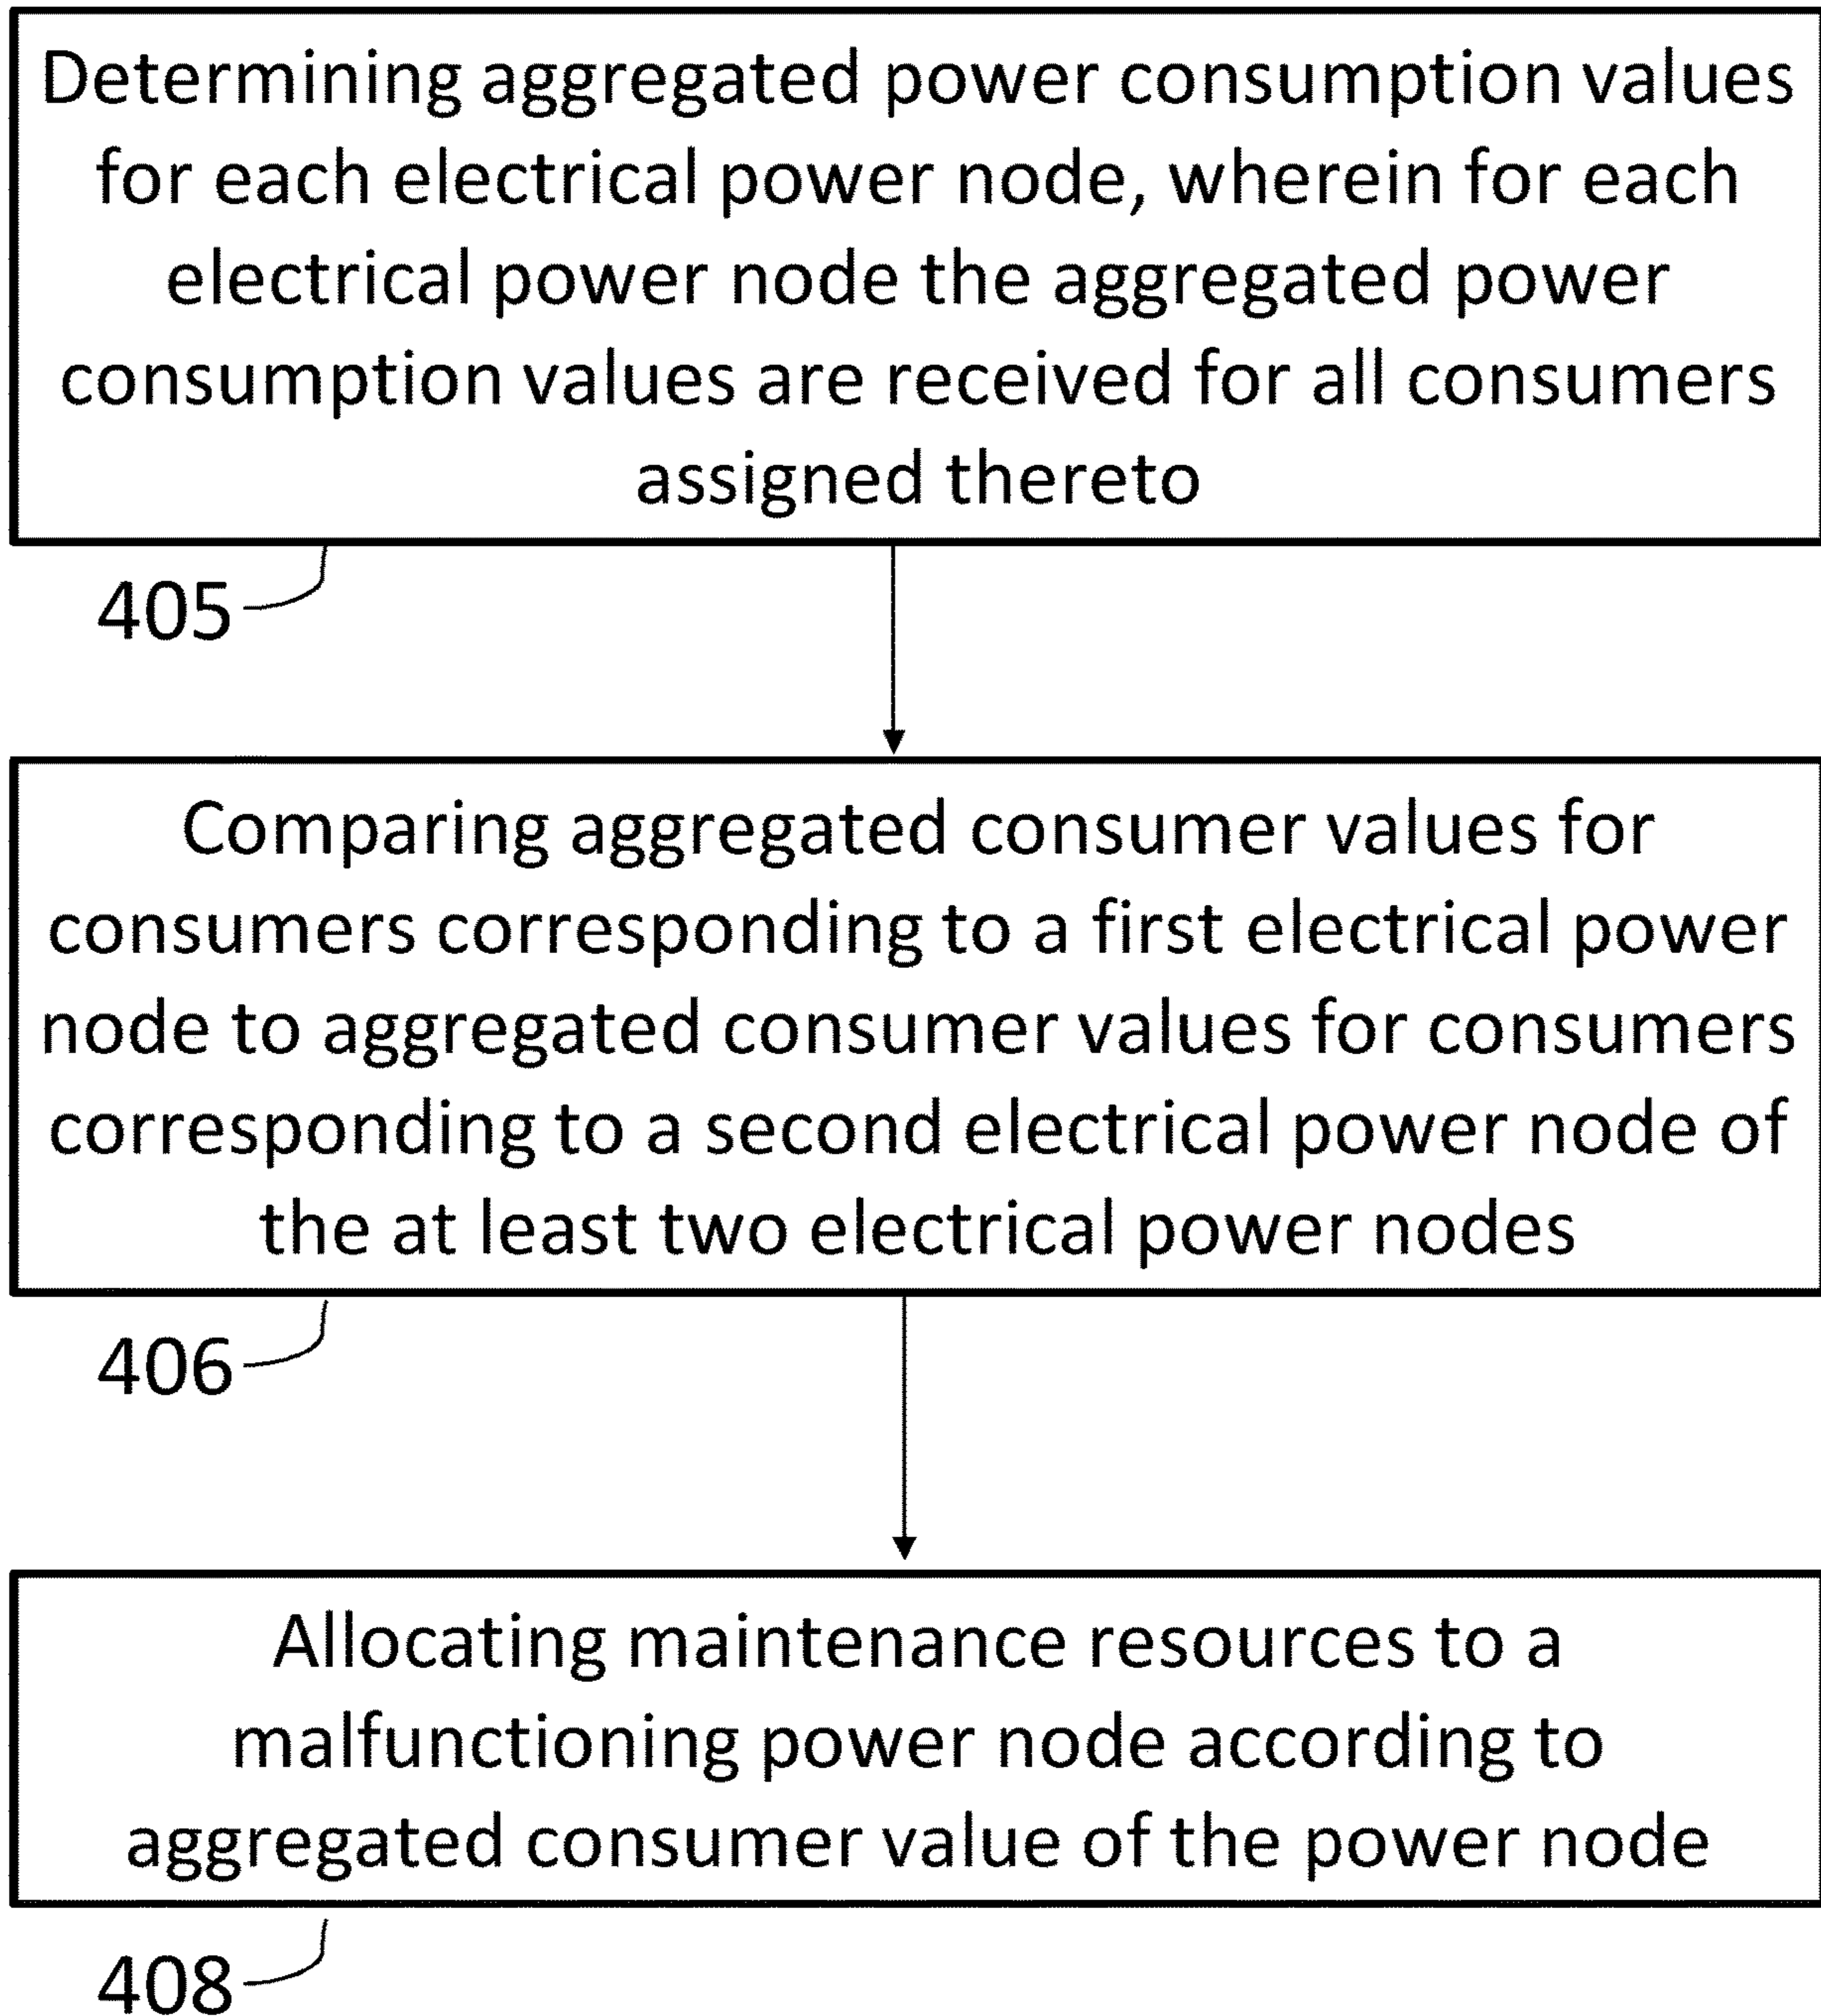 Determining aggregated power consumption values
for each electrical power node, wherein for each
electrical power node the aggregated power
consumption values are received for all consumers
assigned thereto
405
Comparing aggregated consumer values for
consumers corresponding to a first electrical power
node to aggregated consumer values for consumers
corresponding to a second electrical power node of
the at least two electrical power nodes
406
Allocating maintenance resources to a
malfunctioning power node according to
aggregated consumer value of the power node
408